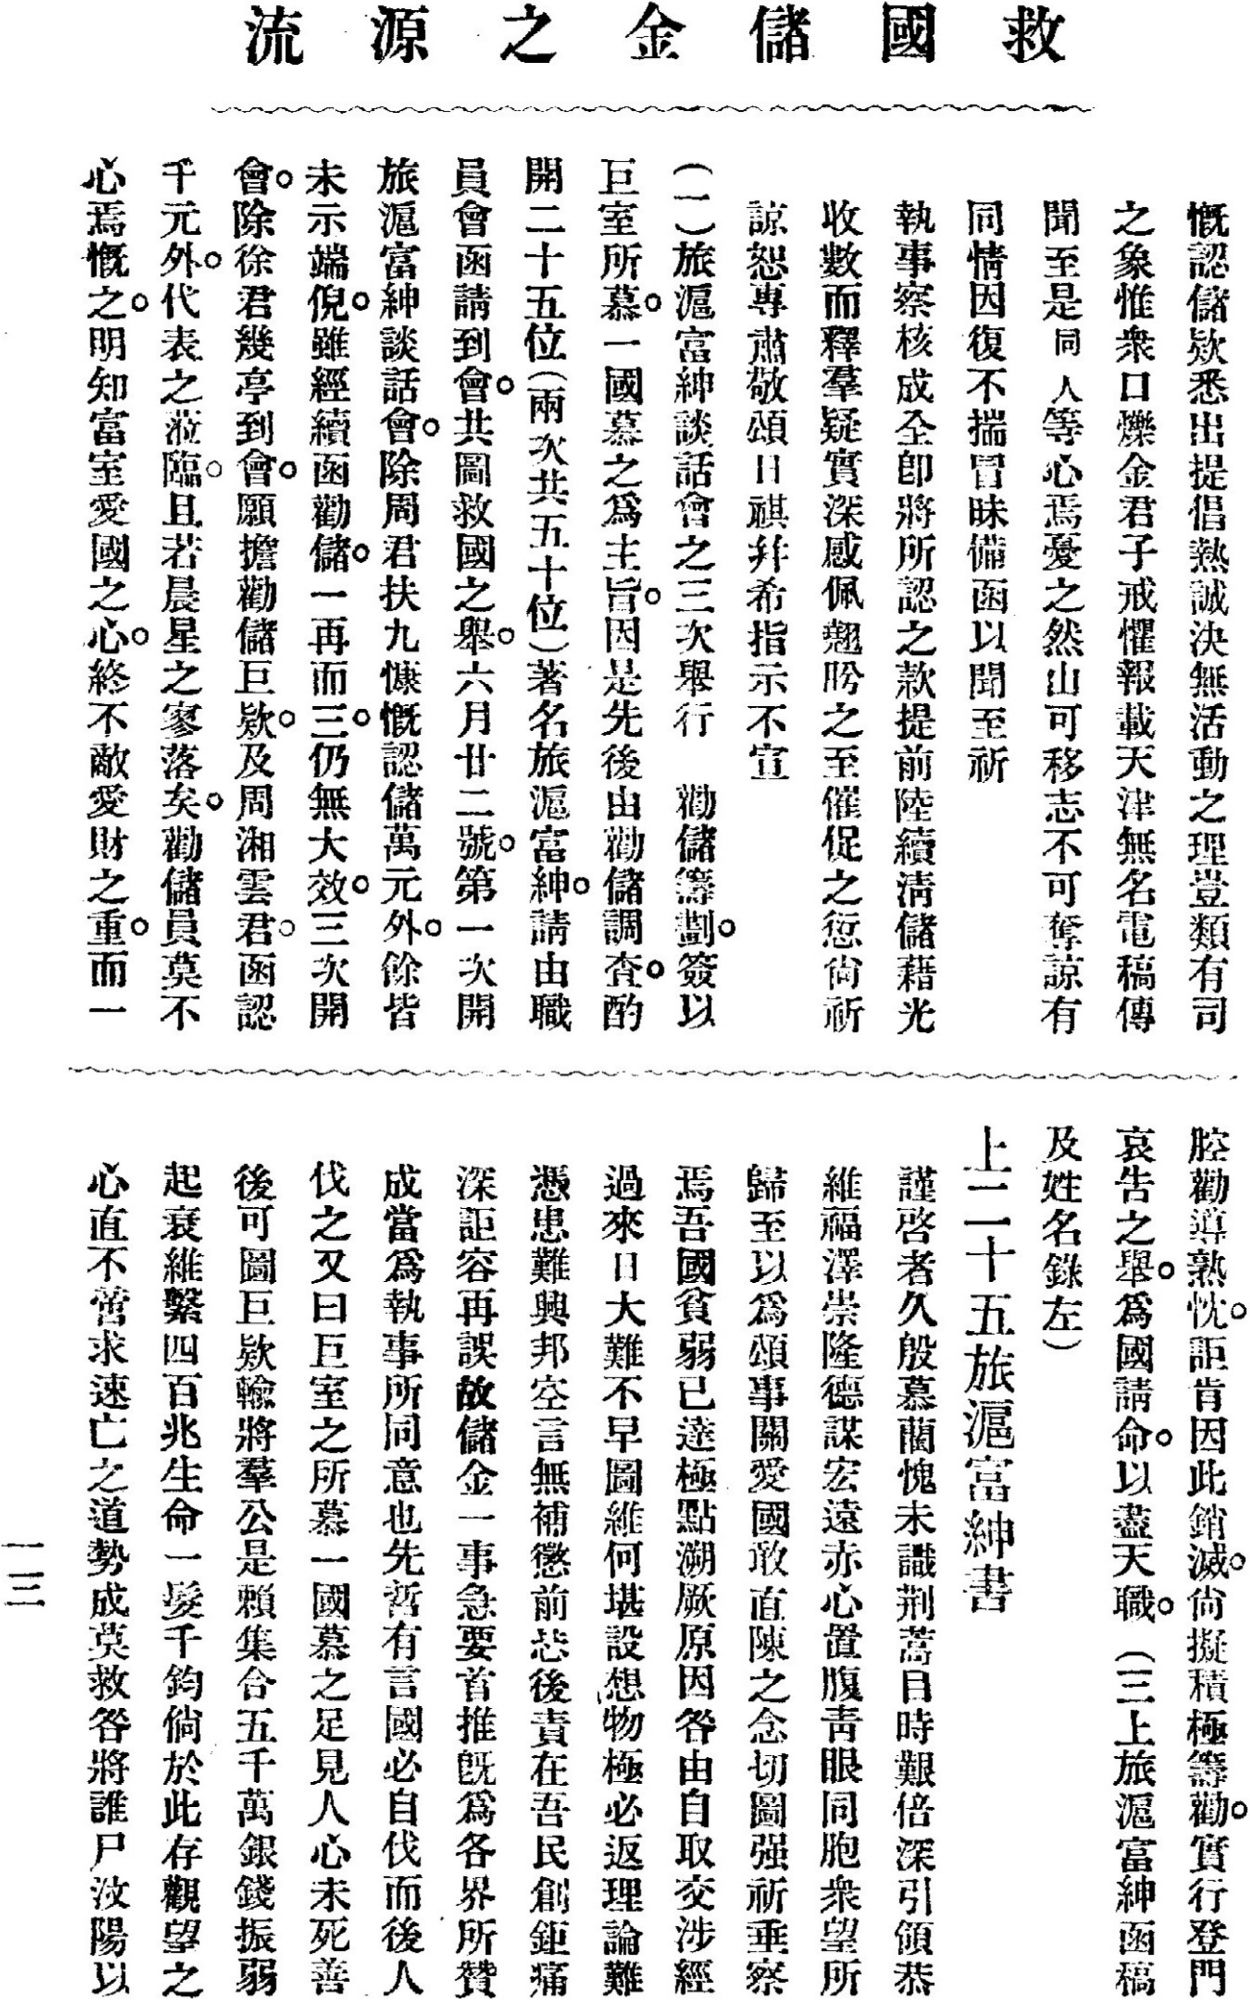 救國儲金之源流
慨認儲欵悉出提倡熱誠決無活動之理豈類有司
之象惟衆口爍金君子戒懼報載天津無名電稿傳
聞至是同人等心焉憂之然山可移志不可奪諒有
同情因復不揣冒昧備函以聞至祈
執事察核成全卽將所認之款提前陸續淸儲藉光
收數而釋羣疑實深感佩翹盻之至催促之愆尙祈
諒恕專肅敬頌日祺幷希指示不宣
(一)旅滬富紳談話會之三次舉行　勸儲籌劃。簽以
巨室所慕。一國慕之爲主旨。因是先後由勸儲調査。酌
開二十五位(兩次共五十位)著名旅滬富紳。請由職
員會函請到會。共圖救國之舉。六月廿二號。第一次開
旅滬富紳談話會。除周君扶九慷慨認儲萬元外。餘皆
未示端倪。雖經續函勸儲。一再而三。仍無大效。三次開
會。除徐君幾亭到會。願擔勸儲巨欵。及周湘雲君。函認
千元外。代表之蒞臨。且若晨星之寥落矣。勸儲員莫不
心焉慨之。明知富室愛國之心。終不敵愛財之重。而一
腔勸導熟忱。詎肯因此銷滅。尙擬積極籌勸。實行登門
哀告之舉。爲國請命。以盡天職。(三上旅滬富紳函稿
及姓名錄左)
上二十五旅滬富紳書
謹啓者久殷慕藺愧未識荆蒿目時艱倍深引領恭
維福澤崇隆德謀宏遠赤心置腹靑眼同胞衆望所
歸至以爲頌事關愛國敢直陳之念切圖强祈垂察
焉吾國貧弱已達極點溯厥原因咎由自取交涉經
過來日大難不早圖維何堪設想物極必返理論難
憑患難興邦空言無補懲前毖後責在吾民創鉅痛
深詎容再誤故儲金一事急要首推旣爲各界所贊
成當爲執事所同意也先哲有言國必自伐而後人
伐之又曰巨室之所慕一國慕之足見人心未死善
後可圖巨欵輸將羣公是賴集合五千萬銀錢振弱
起衰維繫四百兆生命一髮千鈞倘於此存觀望之
心直不啻求速亡之道勢成莫救咎將誰尸汶陽以
一三